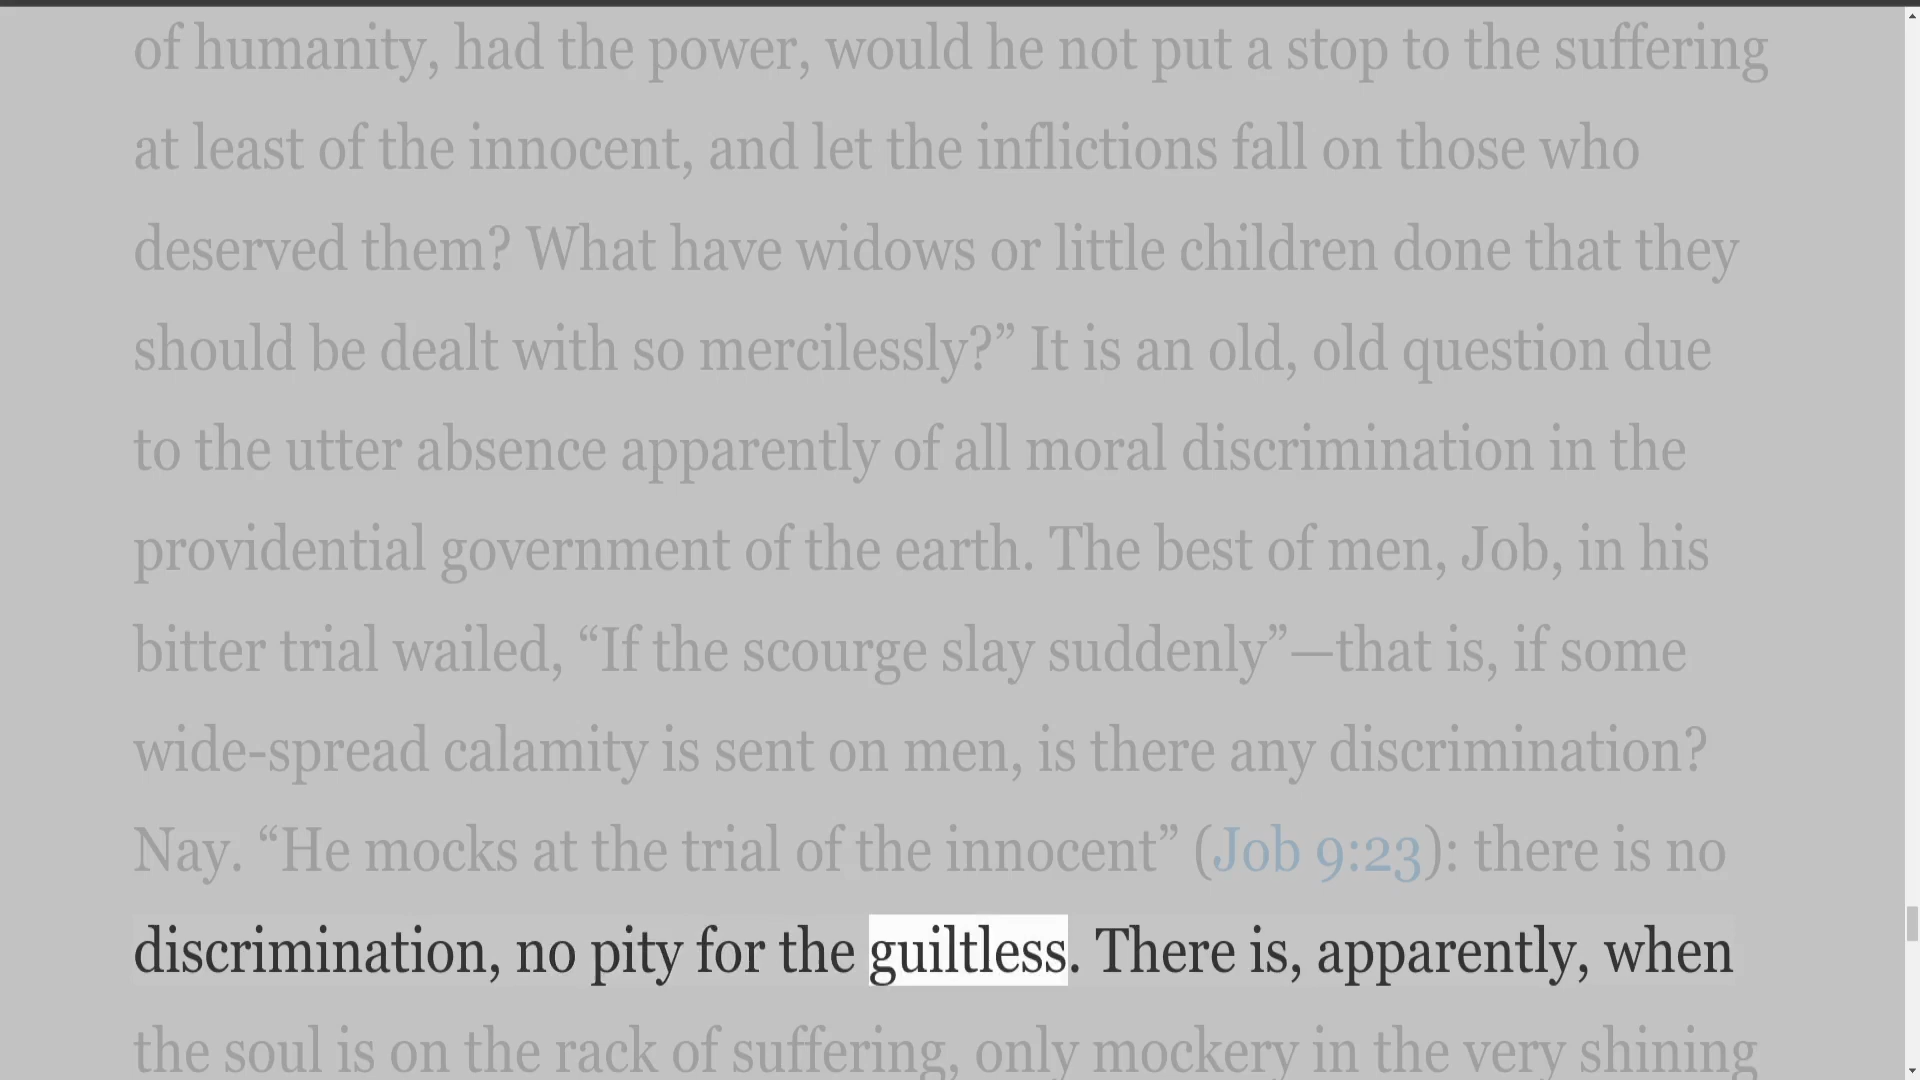 of humanity, had the power, would he not put a stop to the suffering
at least of the innocent, and let the inflictions fall on those who
deserved them? What have widows or little children done that they
should be dealt with so mercilessly?” It is an old, old question due
to the utter absence apparently of all moral discrimination in the
providential government of the earth. The best of men, Job, in his
bitter trial wailed, “If the scourge slay suddenly”—that is, if some
wide-spread calamity is sent on men, is there any discrimination?
Nay. “He mocks at the trial of the innocent” (Job 9:23): there is no
discrimination, no pity for the guiltless. There is, apparently, when
the soul is on the rack of suffering, only mockery in the very shining